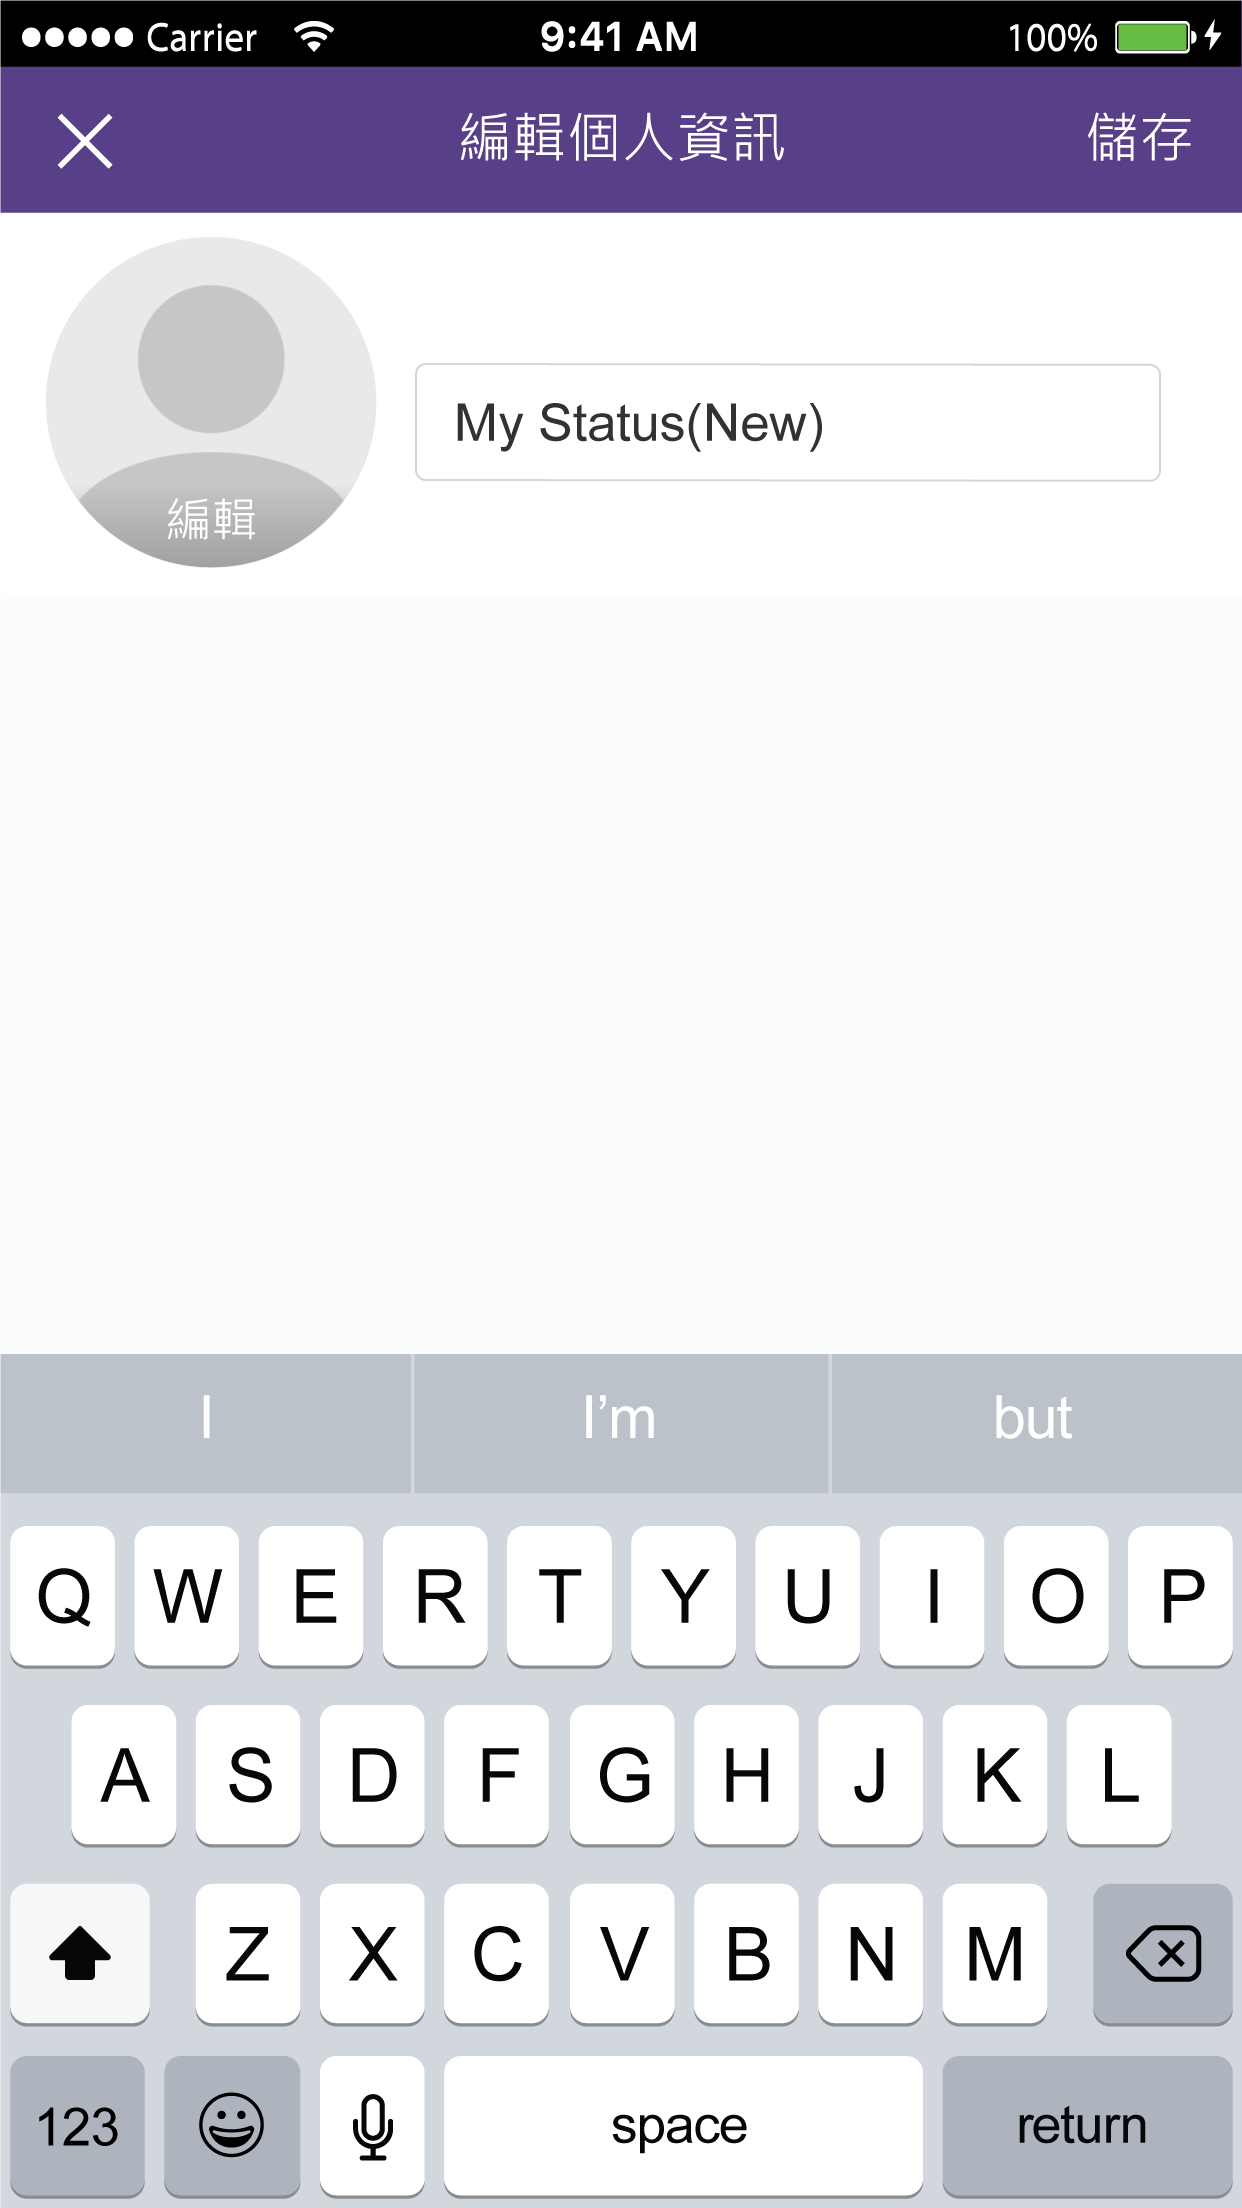 Carrier 9:41 AM 100%
編輯個人資訊 儲存
My Status(New)
編輯
I I’m but
Q W E R T Y U I O P
A S D F G H J K L
Z X C V B N M
123 space return